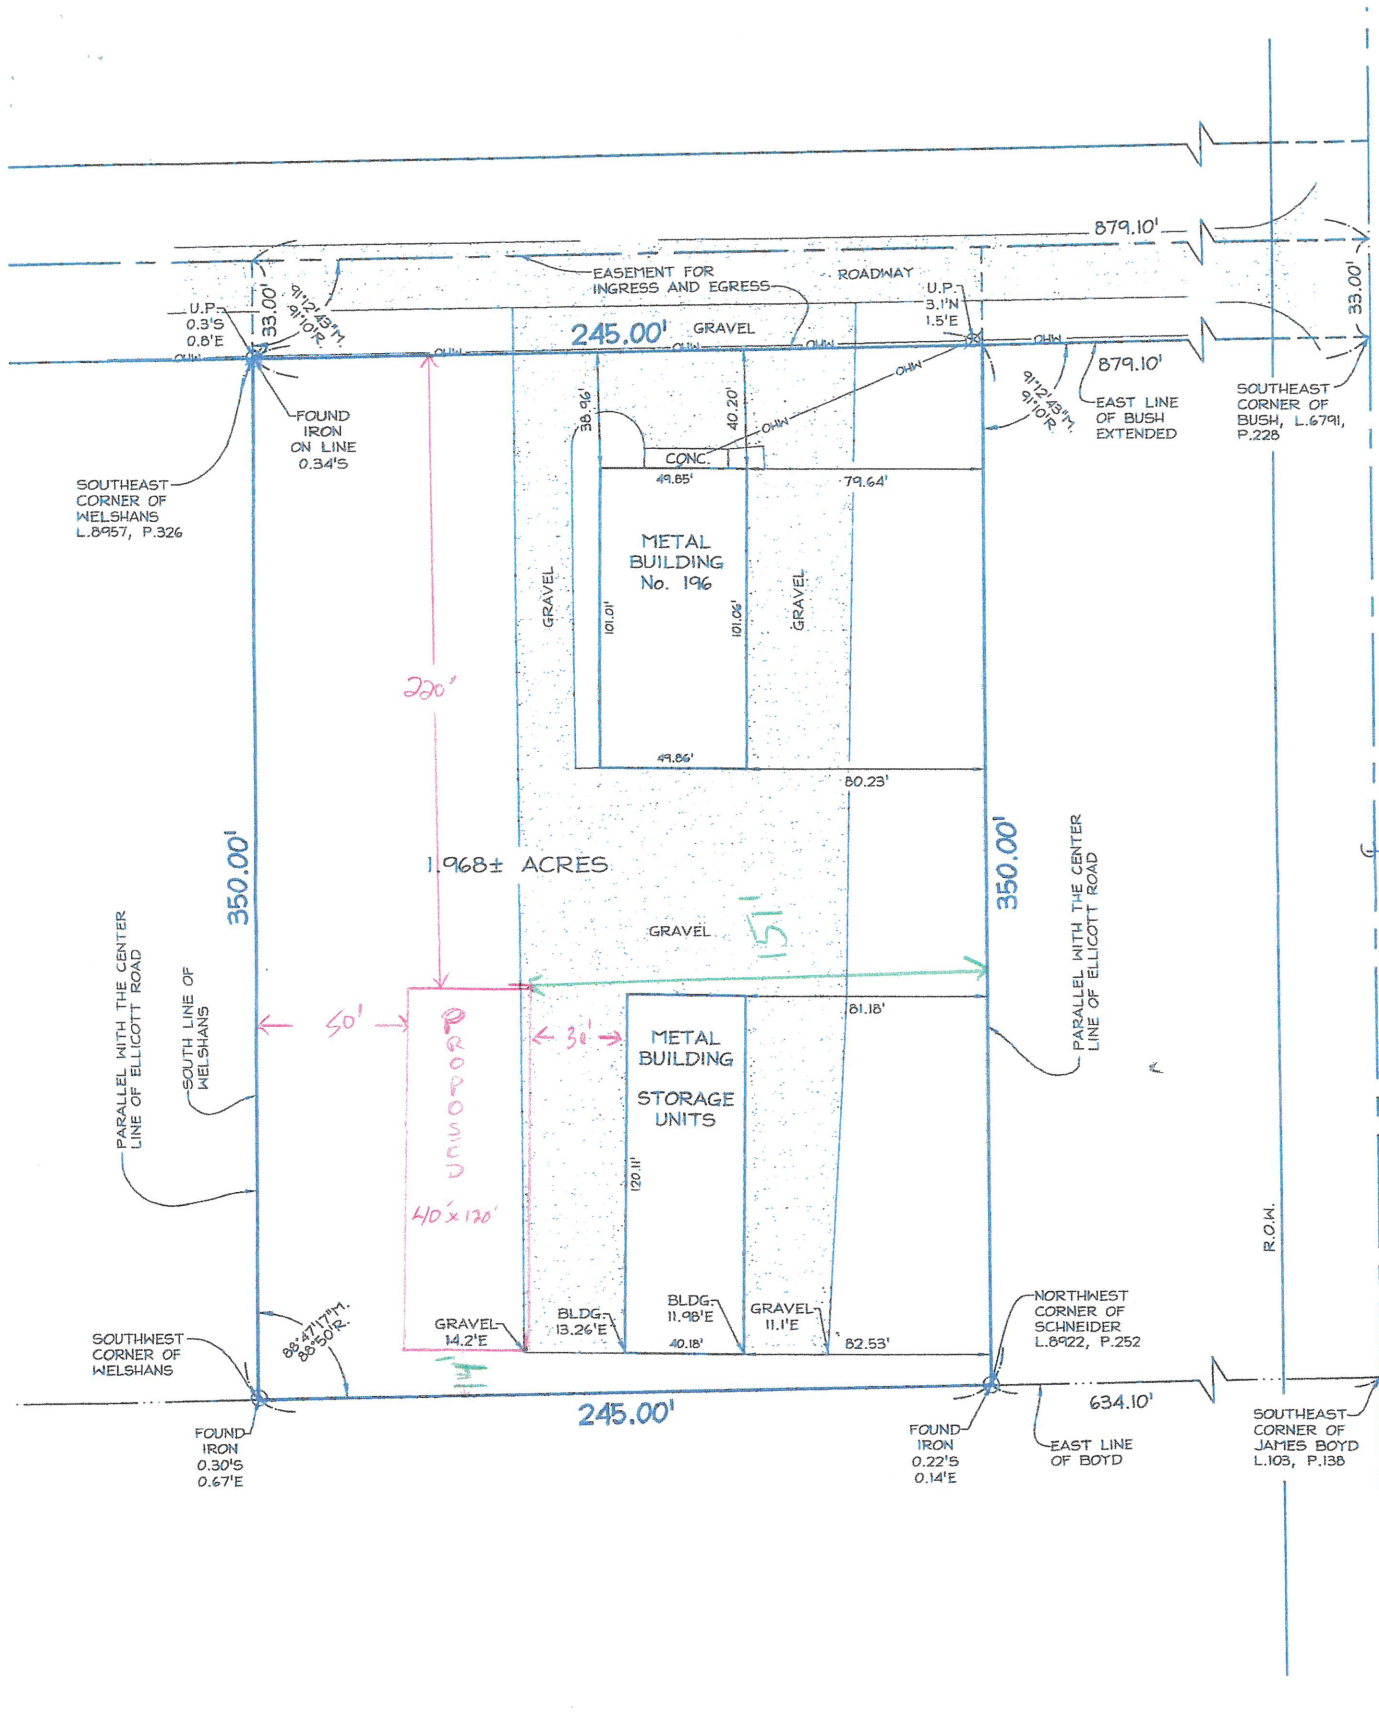 879.10'
EASEMENT FOR
INGRESS AND EGRESS
ROADWAY
U.P.
0.3'S
0.8'E
33.00'
91°12'43"M.
91°10'R.
U.P.
3.1'N
1.5'E
33.00'
245.00'
GRAVEL
OHW
OHW
OHW
OHW
OHW
OHW
OHW
879.10'
FOUND
IRON
ON LINE
0.34'S
38.96'
40.20'
OHW
91°12'43"M.
91°10'R.
EAST LINE
OF BUSH
EXTENDED
SOUTHEAST
CORNER OF
BUSH, L.6791,
P.228
SOUTHEAST
CORNER OF
WELSHANS
L.8957, P.326
CONC.
49.85'
79.64'
METAL
BUILDING
No. 196
GRAVEL
101.01'
101.06'
GRAVEL
220'
49.86'
80.23'
350.00'
1.968± ACRES
350.00'
PARALLEL WITH THE CENTER
LINE OF ELLICOTT ROAD
GRAVEL
151'
PARALLEL WITH THE CENTER
LINE OF ELLICOTT ROAD
SOUTH LINE OF
WELSHANS
50'
PROPOSED
40'x120'
30'
81.18'
METAL
BUILDING
STORAGE
UNITS
120.11'
R.O.W.
88°47'17"M.
88°50'R.
SOUTHWEST
CORNER OF
WELSHANS
GRAVEL
14.2'E
BLDG.
13.26'E
BLDG.
11.98'E
GRAVEL
11.1'E
40.18'
82.53'
NORTHWEST
CORNER OF
SCHNEIDER
L.8922, P.252
14'
245.00'
634.10'
FOUND
IRON
0.30'S
0.67'E
FOUND
IRON
0.22'S
0.14'E
EAST LINE
OF BOYD
SOUTHEAST
CORNER OF
JAMES BOYD
L.103, P.138